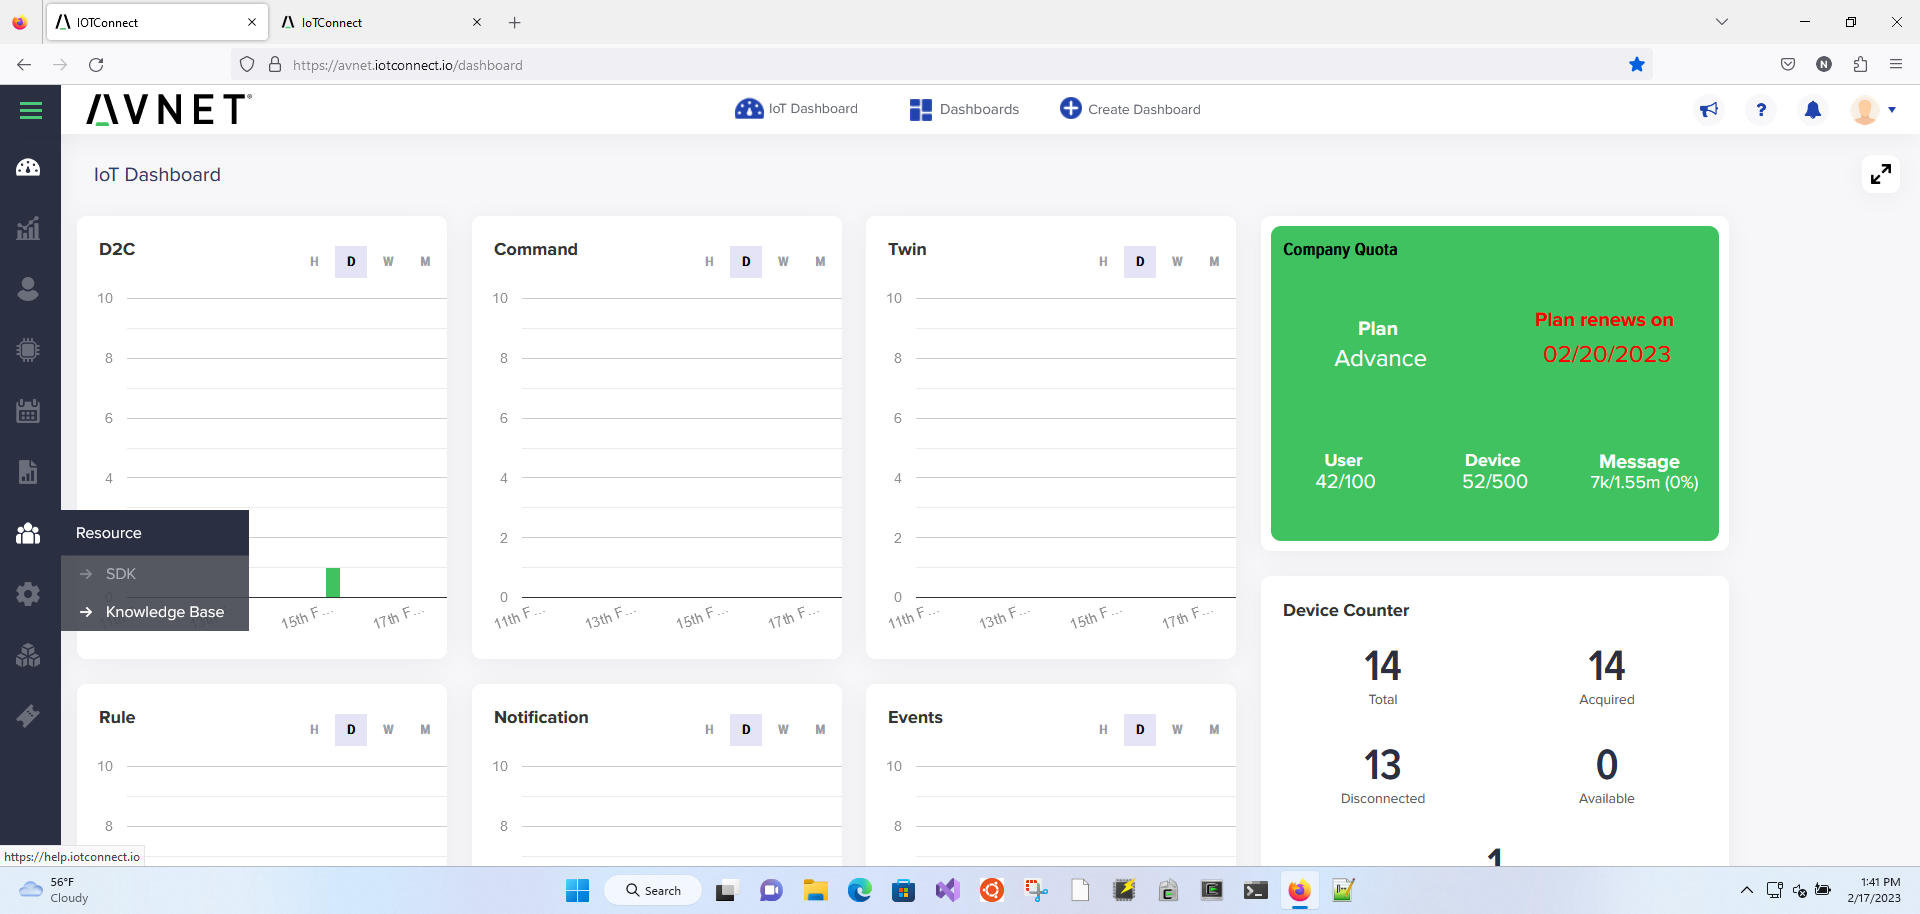 IOTConnect
IoTConnect
https://avnet.iotconnect.io/dashboard
N
AVNET®
IoT Dashboard
Dashboards
Create Dashboard
?
IoT Dashboard
D2C
H D W M
10
8
6
4
2
0
15th F...
17th F...
Command
H D W M
10
8
6
4
2
0
11th F...
13th F...
15th F...
17th F...
Twin
H D W M
10
8
6
4
2
0
11th F...
13th F...
15th F...
17th F...
Company Quota
Plan
Advance
Plan renews on
02/20/2023
User
42/100
Device
52/500
Message
7k/1.55m (0%)
Resource
SDK
Knowledge Base
Device Counter
14
Total
14
Acquired
13
Disconnected
0
Available
1
Rule
H D W M
10
8
Notification
H D W M
10
8
Events
H D W M
10
8
https://help.iotconnect.io
56°F
Cloudy
Search
1:41 PM
2/17/2023